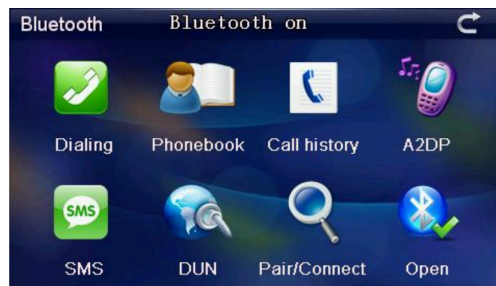 Bluetooth Bluetooth on
Dialing Phonebook Call history A2DP
SMS
SMS DUN Pair/Connect Open